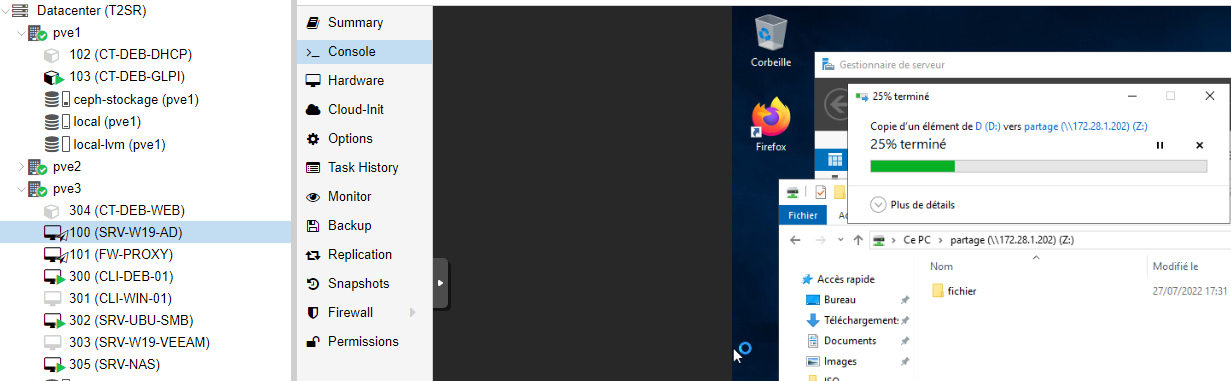 Datacenter (T2SR)
pve1
102 (CT-DEB-DHCP)
103 (CT-DEB-GLPI)
ceph-stockage (pve1)
local (pve1)
local-lvm (pve1)
pve2
pve3
304 (CT-DEB-WEB)
100 (SRV-W19-AD)
101 (FW-PROXY)
300 (CLI-DEB-01)
301 (CLI-WIN-01)
302 (SRV-UBU-SMB)
303 (SRV-W19-VEEAM)
305 (SRV-NAS)
Summary
Console
Hardware
Cloud-Init
Options
Task History
Monitor
Backup
Replication
Snapshots
Firewall
Permissions
Corbeille
Firefox
Gestionnaire de serveur
25% terminé
Copie d'un élément de D (D:) vers partage (\\172.28.1.202) (Z:)
25% terminé
Plus de détails
Fichier
Ce PC > partage (\\172.28.1.202) (Z:)
Accès rapide
Bureau
Téléchargement:
Documents
Images
ISO
Nom
Modifié le
fichier
27/07/2022 17:31